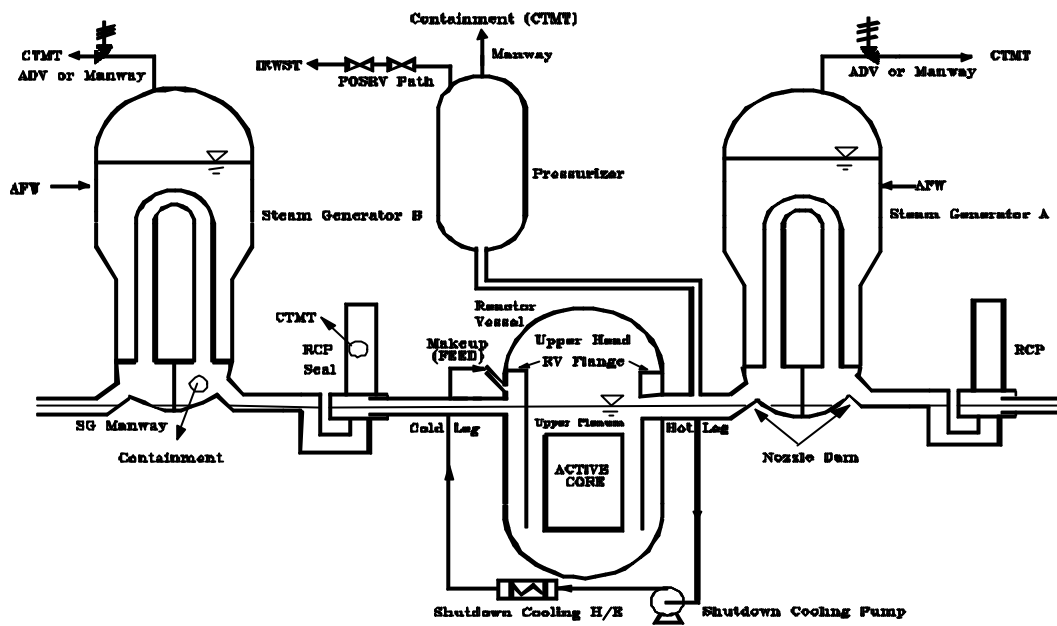 Containment (CTMT)
CTMT
ADV or Manway
IRWST
POSRV Path
Manway
CTMT
ADV or Manway
AFW
Pressurizer
AFW
Steam Generator B
Steam Generator A
CTMT
RCP
Seal
Reactor
Vessel
Makeup
(FEED)
Upper Head
RV Flange
RCP
SG Manway
Cold Leg
Upper Plenum
Hot Leg
Containment
ACTIVE
CORE
Nozzle Dam
Shutdown Cooling H/E
Shutdown Cooling Pump